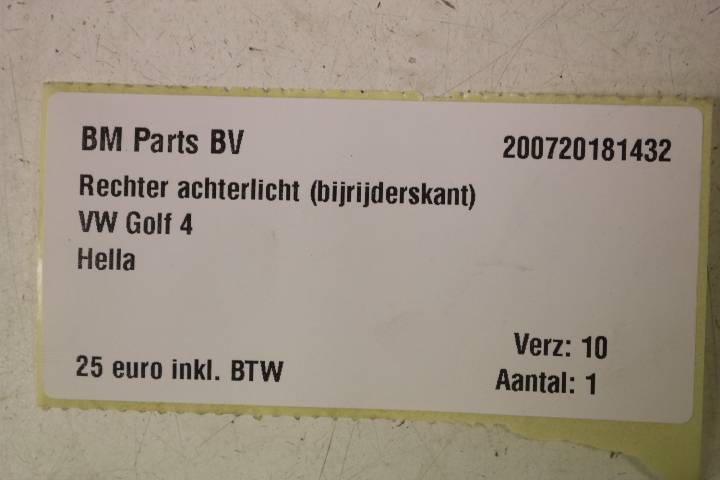 BM Parts BV 200720181432
Rechter achterlicht (bijrijderskant)
VW Golf 4
Hella
Verz: 10
25 euro inkl. BTW Aantal: 1